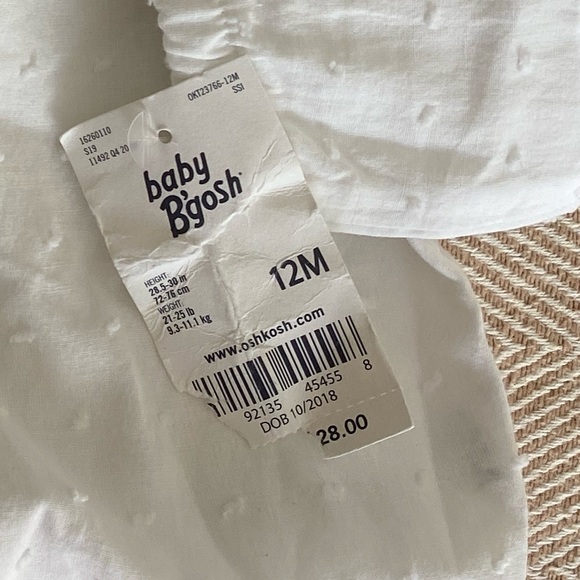 16260110
S19
11492 Q4 20
OKT23766-12M
SSI
baby
B'gosh
HEIGHT:
28.5-30 in
72-76 cm
WEIGHT:
21-25 lb
9.3-11.1 kg
12M
www.oshkosh.com
92135 45455 8
DOB 10/2018
28.00